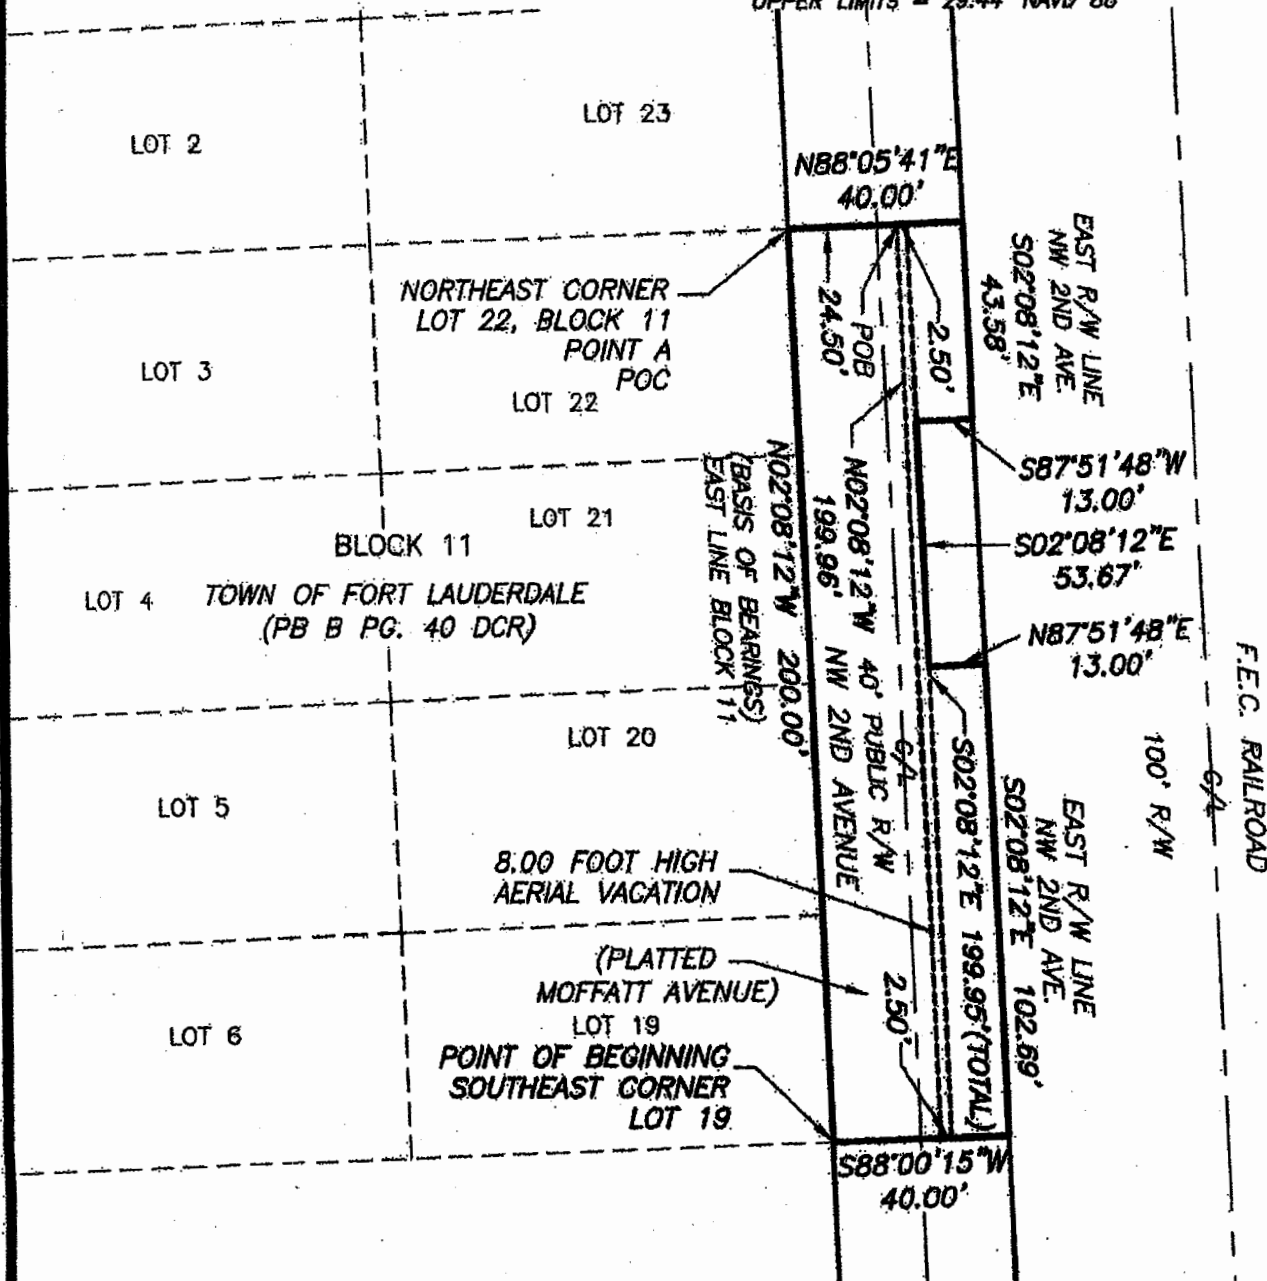 UPPER LIMITS = 29.44' NAVD 88
LOT 23
LOT 2
N88°05'41"E
40.00'
EAST R/W LINE
NW 2ND AVE.
S02°08'12"E
43.58'
NORTHEAST CORNER
LOT 22, BLOCK 11
POINT A
POC
24.50'
POB
2.50'
LOT 3
LOT 22
S87°51'48"W
13.00'
N02°08'12"W 200.00'
(BASIS OF BEARINGS)
EAST LINE BLOCK 11
N02°08'12"W
199.96'
LOT 21
BLOCK 11
S02°08'12"E
53.67'
LOT 4
TOWN OF FORT LAUDERDALE
(PB B PG. 40 DCR)
N87°51'48"E
13.00'
40' PUBLIC R/W
NW 2ND AVENUE
C/L
LOT 20
LOT 5
F.E.C. RAILROAD
C/L
100' R/W
S02°08'12"E 199.95'(TOTAL)
EAST R/W LINE
NW 2ND AVE.
S02°08'12"E 102.69'
8.00 FOOT HIGH
AERIAL VACATION
(PLATTED
MOFFATT AVENUE)
2.50'
LOT 19
LOT 6
POINT OF BEGINNING
SOUTHEAST CORNER
LOT 19
S88°00'15"W
40.00'